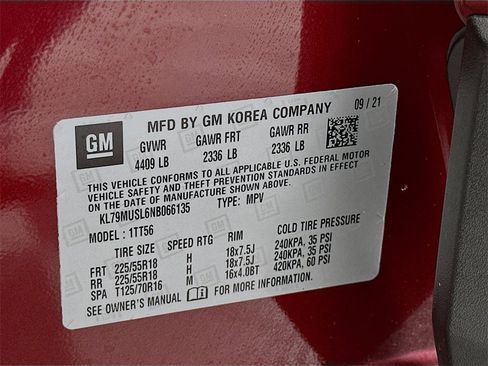 GM
MFD BY GM KOREA COMPANY 09 / 21
GVWR GAWR FRT GAWR RR
4409 LB 2336 LB 2336 LB
THIS VEHICLE CONFORMS TO ALL APPLICABLE U.S. FEDERAL MOTOR
VEHICLE SAFETY AND THEFT PREVENTION STANDARDS IN EFFECT
ON THE DATE OF MANUFACTURE SHOWN ABOVE.
KL79MUSL6NB066135 TYPE: MPV
MODEL : 1TT56
TIRE SIZE SPEED RTG RIM COLD TIRE PRESSURE
FRT 225/55R18 H 18x7.5J 240KPA, 35 PSI
RR 225/55R18 H 18x7.5J 240KPA, 35 PSI
SPA T125/70R16 M 16x4.0BT 420KPA, 60 PSI
SEE OWNER'S MANUAL FOR MORE INFORMATION.